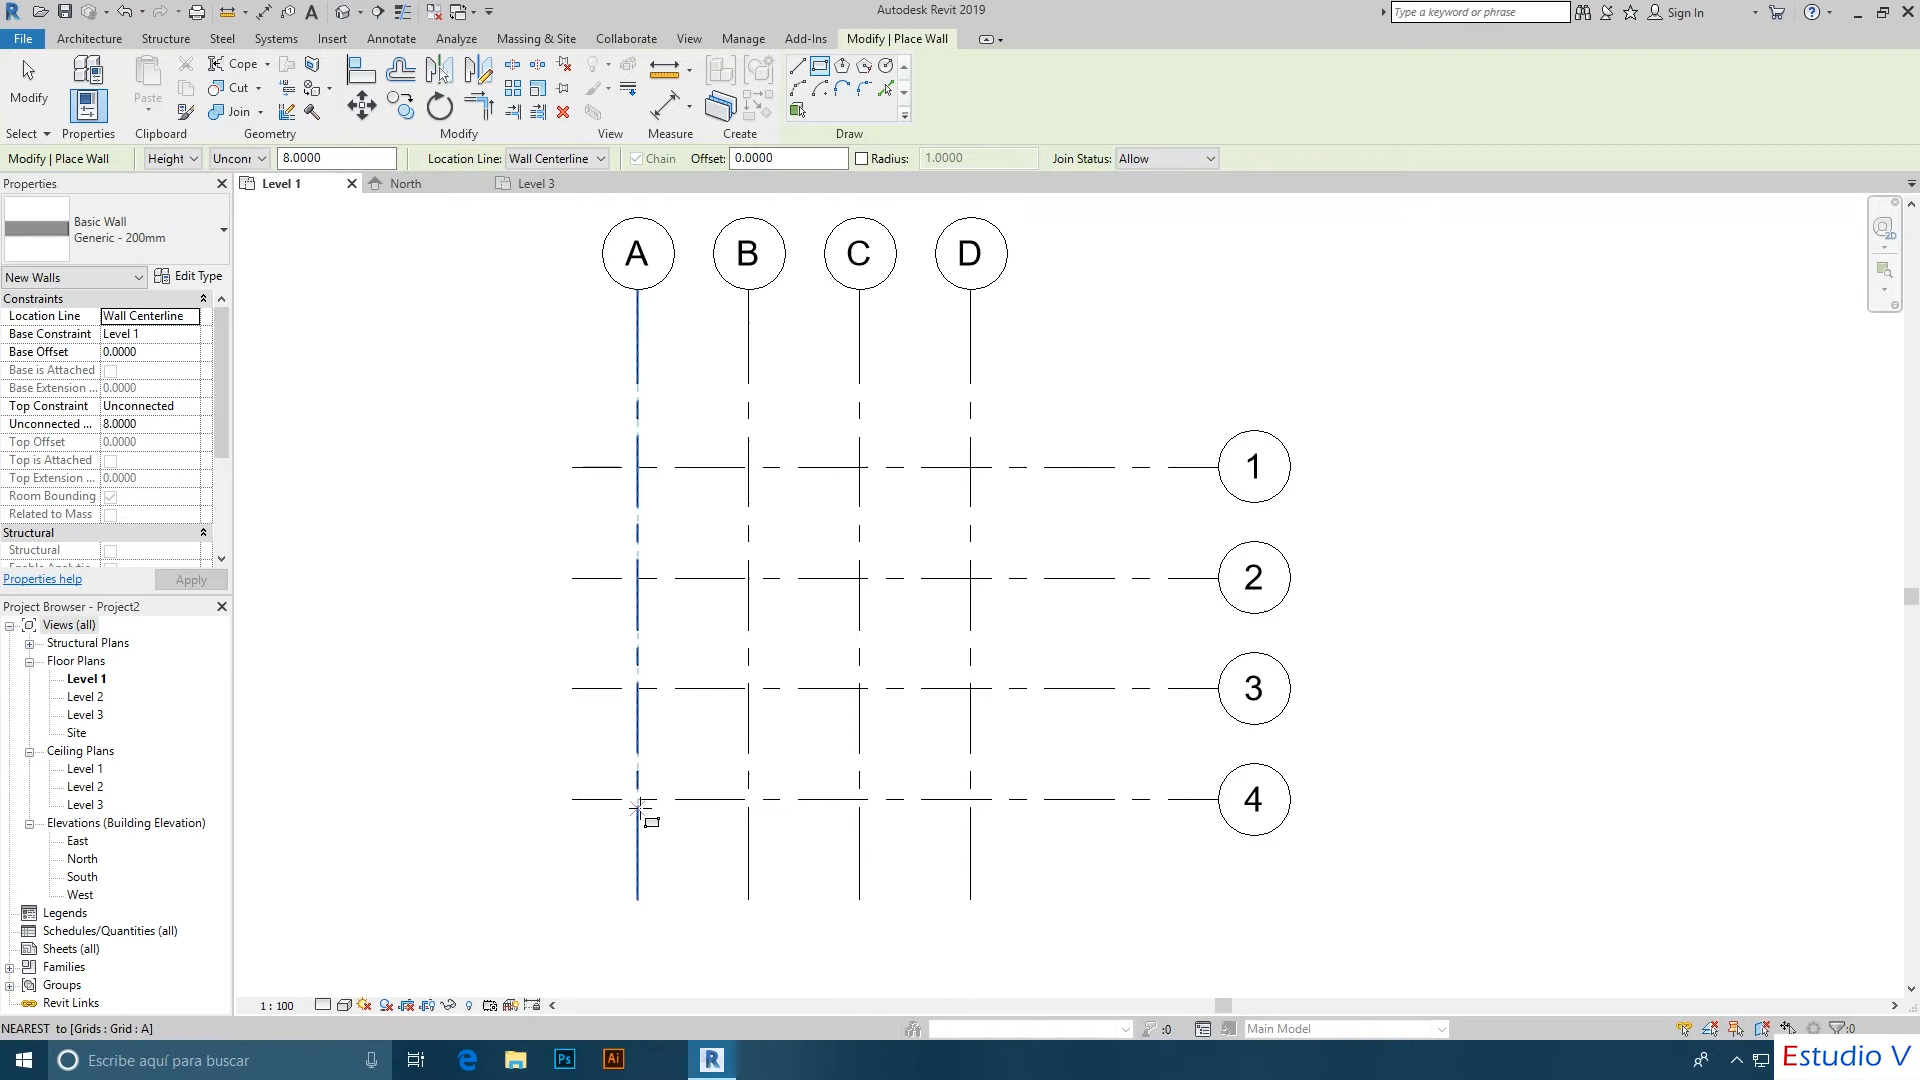 Autodesk Revit 2019
Type a keyword or phrase
Sign In
File Architecture Structure Steel Systems Insert Annotate Analyze Massing & Site Collaborate View Manage Add-Ins Modify | Place Wall
Modify Paste Cope Cut Join
Select Properties Clipboard Geometry Modify View Measure Create Draw
Modify | Place Wall Height Unconr 8.0000 Location Line: Wall Centerline Chain Offset: 0.0000 Radius: 1.0000 Join Status: Allow
Properties
Level 1 North Level 3
Basic Wall
Generic - 200mm
New Walls Edit Type
Constraints
Location Line Wall Centerline
Base Constraint Level 1
Base Offset 0.0000
Base is Attached
Base Extension ... 0.0000
Top Constraint Unconnected
Unconnected ... 8.0000
Top Offset 0.0000
Top is Attached
Top Extension ... 0.0000
Room Bounding
Related to Mass
Structural
Structural
Properties help Apply
Project Browser - Project2
Views (all)
Structural Plans
Floor Plans
Level 1
Level 2
Level 3
Site
Ceiling Plans
Level 1
Level 2
Level 3
Elevations (Building Elevation)
East
North
South
West
Legends
Schedules/Quantities (all)
Sheets (all)
Families
Groups
Revit Links
A B C D
1
2
3
4
2D
1 : 100
NEAREST to [Grids : Grid : A]
:0
Main Model
:0
Escribe aquí para buscar
Ps
Ai
R
Estudio V